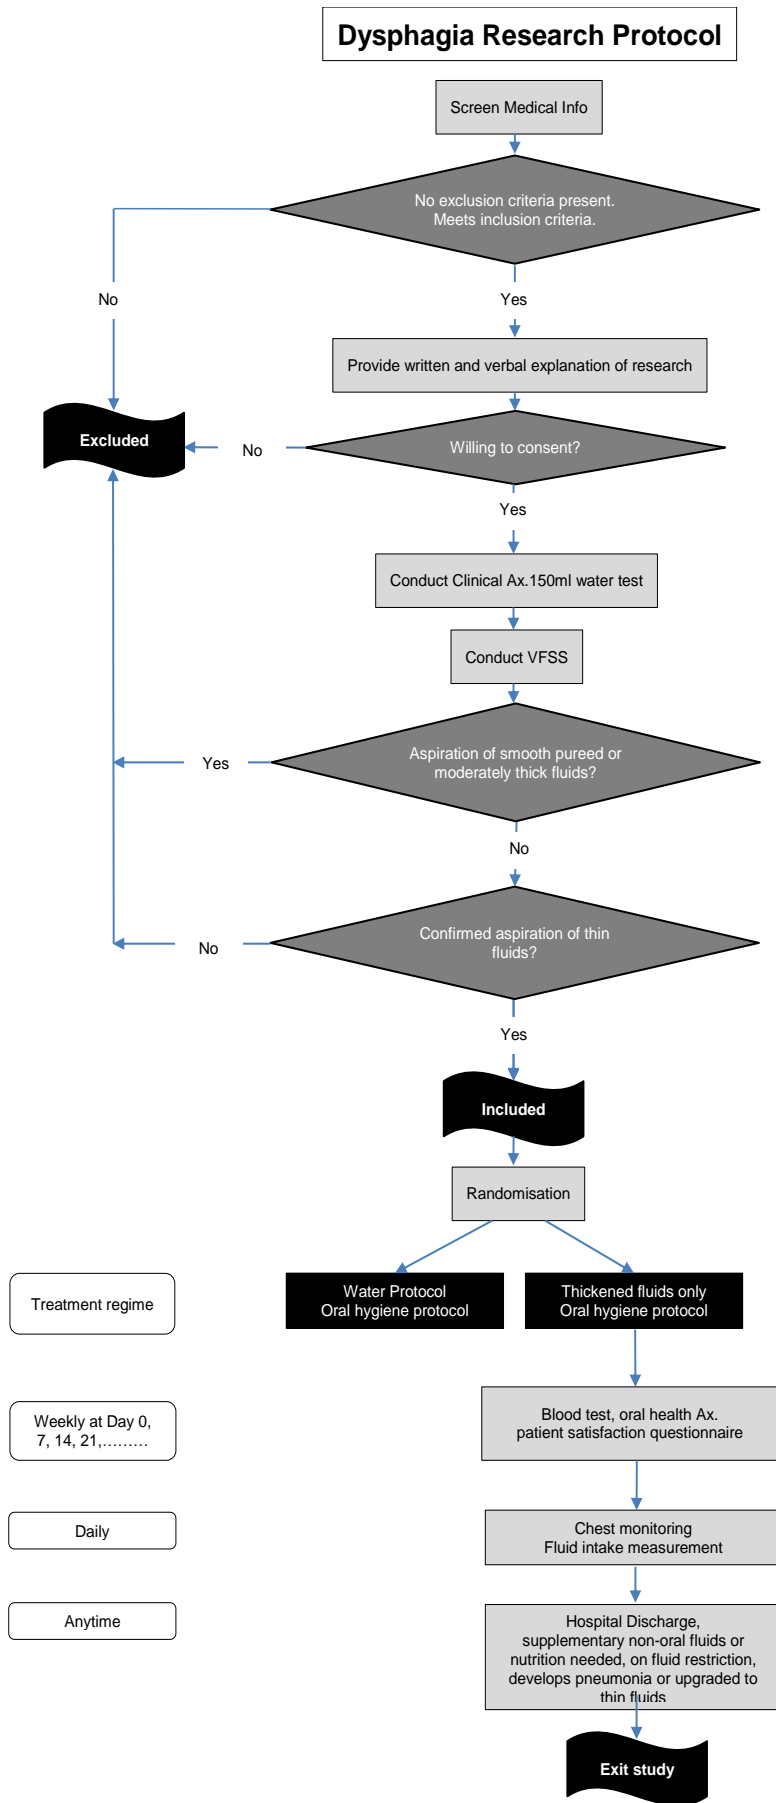 Dysphagia Research Protocol
Screen Medical Info
No exclusion criteria present.
Meets inclusion criteria.
No
Yes
Provide written and verbal explanation of research
Excluded
No
Willing to consent?
Yes
Conduct Clinical Ax.150ml water test
Conduct VFSS
Yes
Aspiration of smooth pureed or
moderately thick fluids?
No
No
Confirmed aspiration of thin
fluids?
Yes
Included
Randomisation
Treatment regime
Water Protocol
Oral hygiene protocol
Thickened fluids only
Oral hygiene protocol
Weekly at Day 0,
7, 14, 21,………
Blood test, oral health Ax.
patient satisfaction questionnaire
Daily
Chest monitoring
Fluid intake measurement
Anytime
Hospital Discharge,
supplementary non-oral fluids or
nutrition needed, on fluid restriction,
develops pneumonia or upgraded to
thin fluids
Exit study